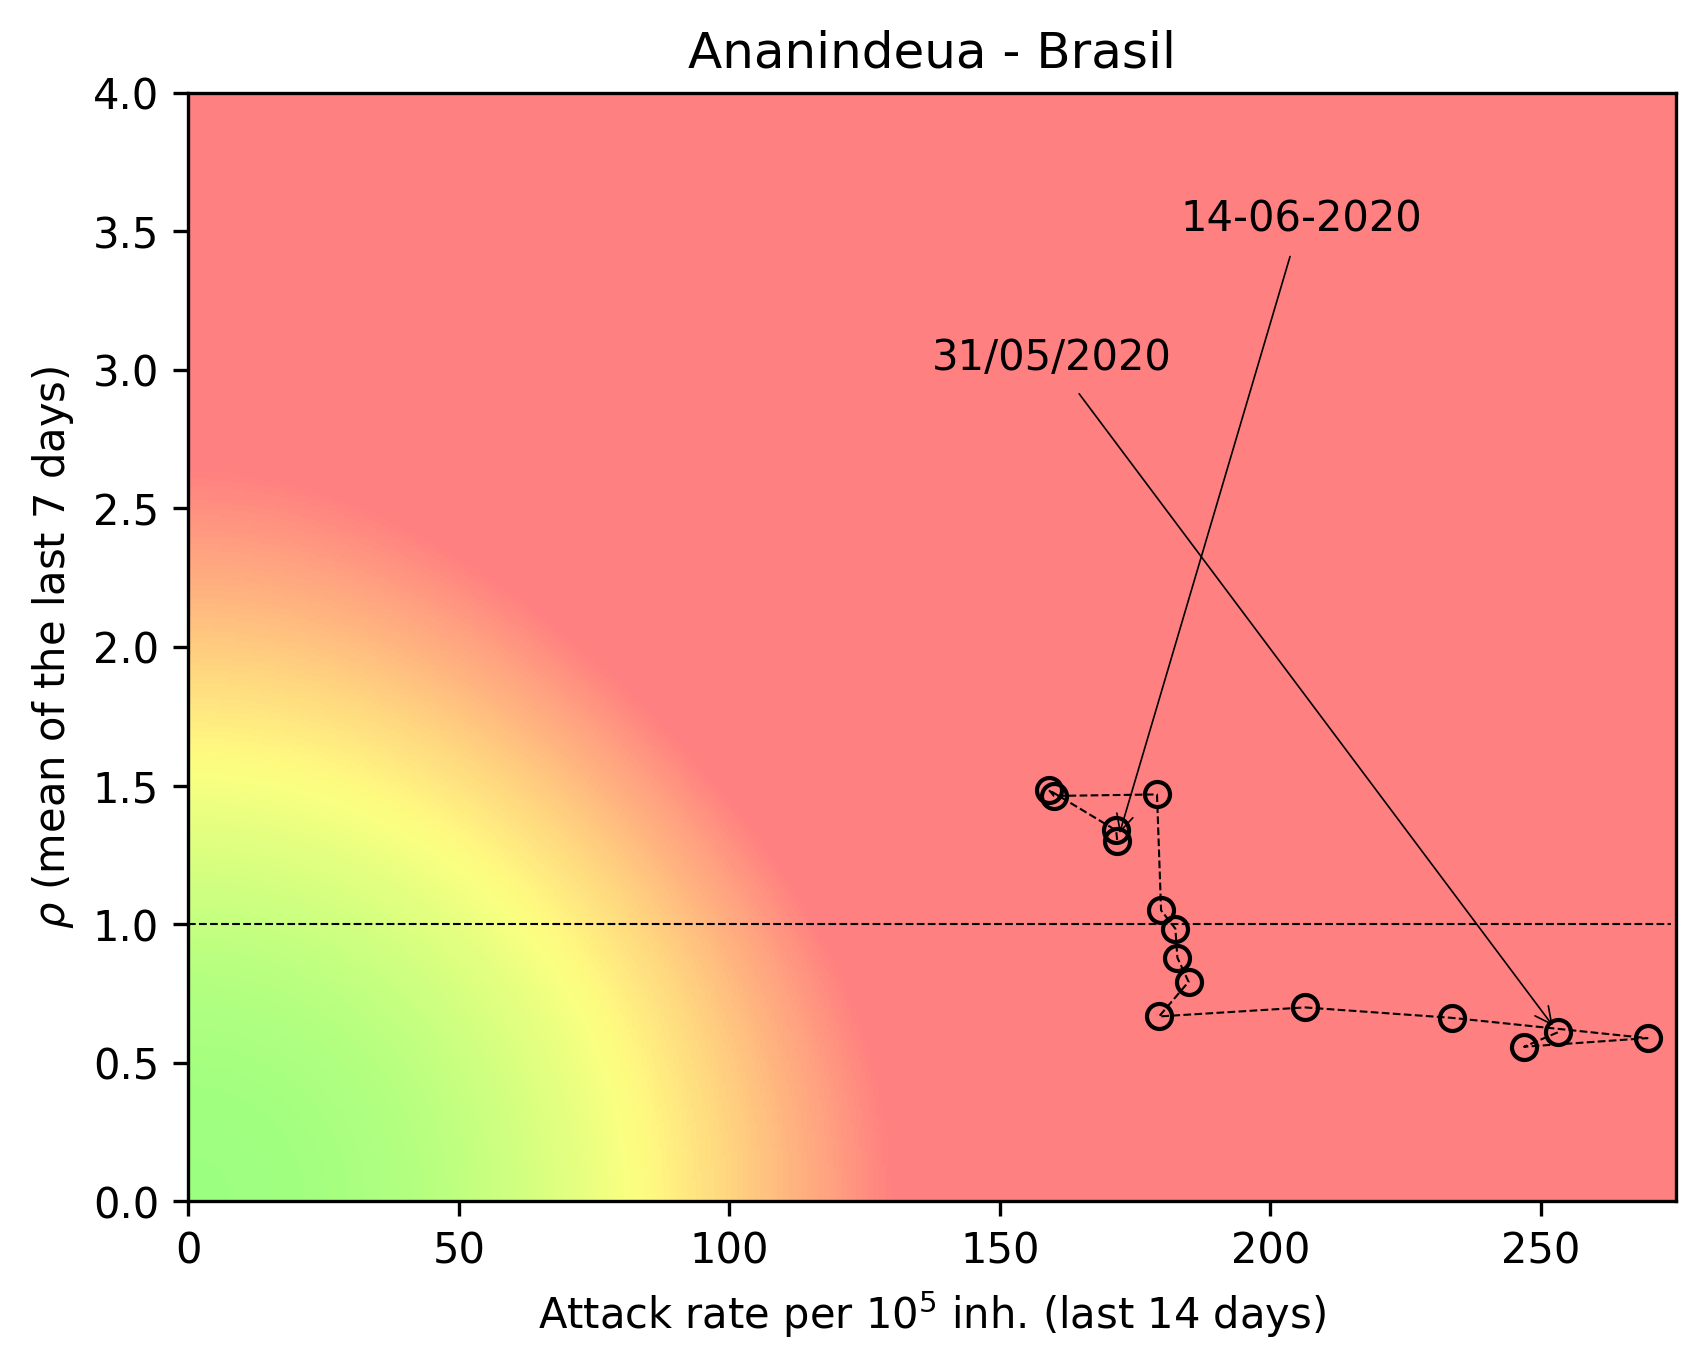 Ananindeua - Brasil
4.0
3.5
3.0
2.5
2.0
1.5
1.0
0.5
0.0
ρ (mean of the last 7 days)
14-06-2020
31/05/2020
0 50 100 150 200 250
Attack rate per 10⁵ inh. (last 14 days)